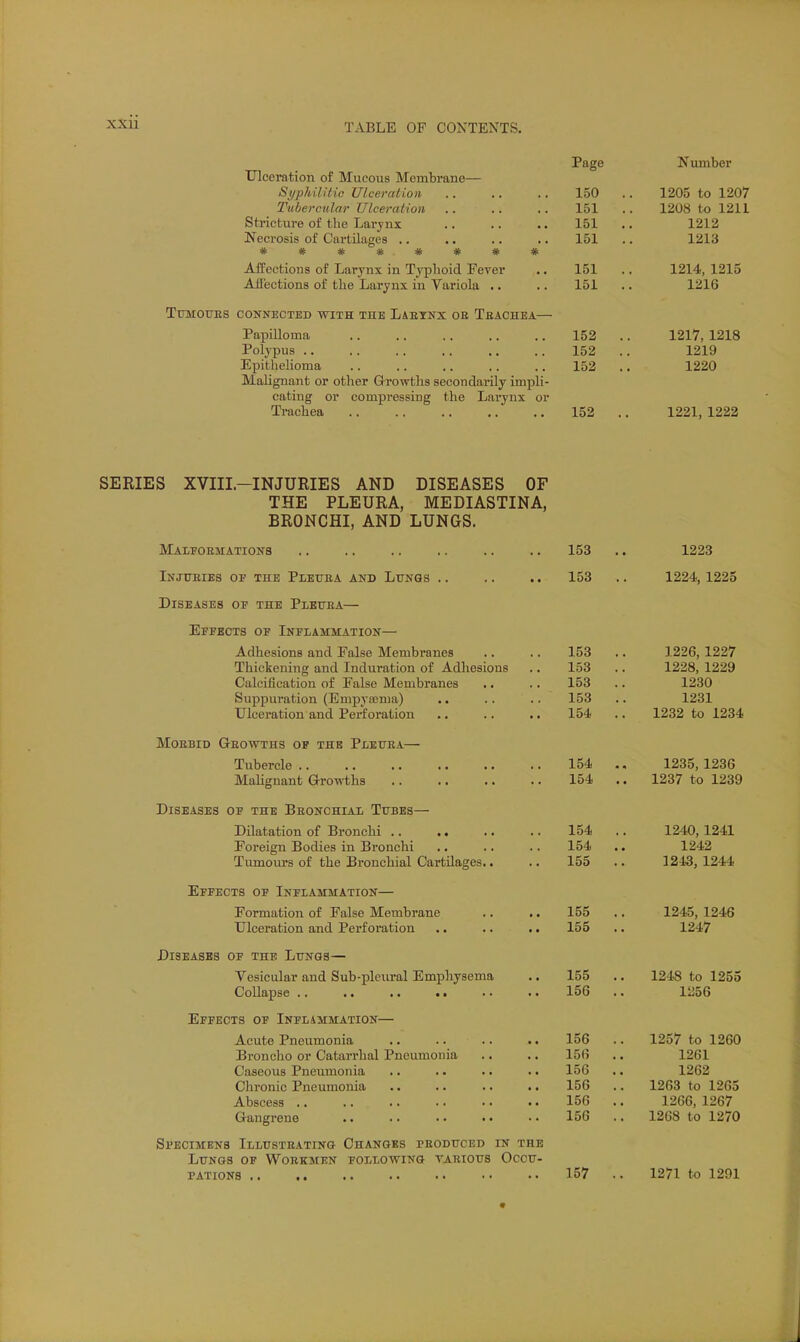 xxii TABLE OF CONTENTS.
Page Number
Ulceration of Mucous Membrane—
Syphilitic Ulceration .. .. .. 150 .. 1205 to 1207
Tubercular Ulceration .. .. .. 151 .. 1208 to 1211
Stricture of the Larynx .. .. .. 151 .. 1212
Necrosis of Cartilages .. .. .. .. 151 .. 1213
* * * * * * * *
Affections of Larynx in Typhoid Fever .. 151 .. 1214, 1215
Affections of the Larynx in Variola .. .. 151 .. 1216
TUMOURS CONNECTED WITH THE LARYNX OR TRACHEA—
Papilloma .. .. .. .. .. 152 .. 1217, 1218
Polypus .. .. .. .. .. .. 152 .. 1219
Epithelioma .. .. .. .. .. 152 .. 1220
Malignant or other Growths secondarily impli-
cating or compressing the Larynx or
Trachea .. .. .. .. .. 152 .. 1221, 1222
SERIES XVIII.—INJURIES AND DISEASES OF
THE PLEURA, MEDIASTINA,
BRONCHI, AND LUNGS.
MALFORMATIONS .. .. .. .. .. .. 153 .. 1223
INJURIES OF THE PLEURA AND LUNGS .. .. .. 153 .. 1224, 1225
DISEASES OF THE PLEURA—
EFFECTS OF INFLAMMATION—
Adhesions and False Membranes .. .. 153 .. 1226, 1227
Thickening and Induration of Adhesions .. 153 .. 1228, 1229
Calcification of False Membranes .. .. 153 .. 1230
Suppuration (Empyæma) .. .. .. 153 .. 1231
Ulceration and Perforation .. .. .. 154 .. 1232 to 1234
MORBID GROWTHS OF THE PLEURA—
Tubercle .. .. .. .. .. .. 154 .. 1235, 1236
Malignant Growths .. .. .. .. 154 .. 1237 to 1239
DISEASES OF THE BRONCHIAL TUBES—
Dilatation of Bronchi .. .. .. .. 154 .. 1240, 1241
Foreign Bodies in Bronchi .. .. .. 154 .. 1242
Tumours of the Bronchial Cartilages.. .. 155 .. 1243, 1244
EFFECTS OF INFLAMMATION—
Formation of False Membrane .. .. 155 .. 1245, 1246
Ulceration and Perforation .. .. .. 155 .. 1247
DISEASES OF THE LUNGS—
Vesicular and Sub-pleural Emphysema .. 155 .. 1248 to 1255
Collapse .. .. .. .. .. .. 156 .. 1256
EFFECTS OF INFLAMMATION—
Acute Pneumonia .. .. .. .. 156 .. 1257 to 1260
Broncho or Catarrhal Pneumonia .. .. 156 .. 1261
Caseous Pneumonia .. .. .. .. 156 .. 1262
Chronic Pneumonia .. .. .. .. 156 .. 1263 to 1265
Abscess .. .. .. .. .. .. 156 .. 1266, 1267
Gangrene .. .. .. .. .. 156 .. 1268 to 1270
SPECIMENS ILLUSTRATING CHANGES PRODUCED IN THE
LUNGS OF WORKMEN FOLLOWING VARIOUS OCCU-
PATIONS .. .. .. .. .. .. .. 157 .. 1271 to 1291